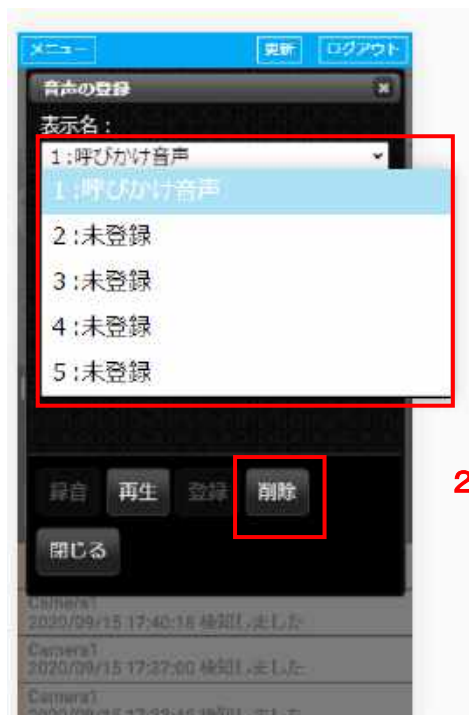 メニュー 更新 ログアウト
音声の登録
表示名：
1:呼びかけ音声
1:呼びかけ音声
2:未登録
3:未登録
4:未登録
5:未登録
録音 再生 登録 削除
2
閉じる
Camera1
2020/09/15 17:40:16 検知しました
Camera1
2020/09/15 17:37:00 検知しました
Camera1